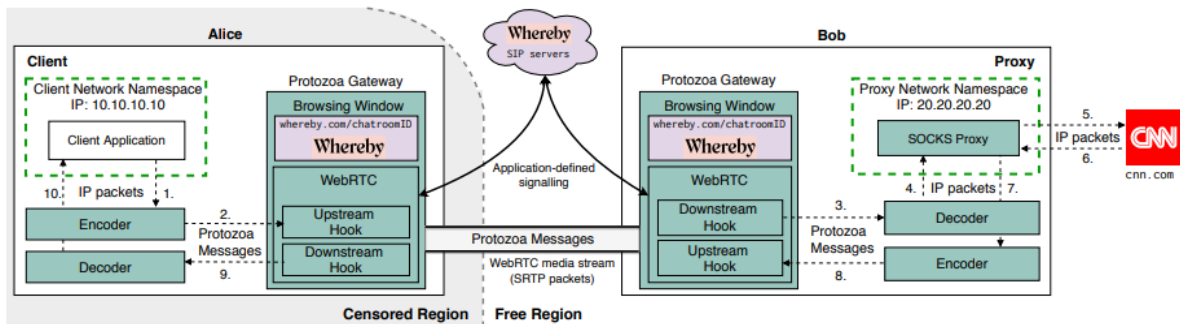 Alice
Whereby
SIP servers
Bob
Client
Client Network Namespace
IP: 10.10.10.10
Client Application
10.
IP packets
1.
Encoder
Decoder
2.
Protozoa
Messages
9.
Protozoa Gateway
Browsing Window
whereby.com/chatroomID
Whereby
WebRTC
Upstream
Hook
Downstream
Hook
Application-defined
signalling
Protozoa Messages
WebRTC media stream
(SRTP packets)
Censored Region
Free Region
Protozoa Gateway
Browsing Window
whereby.com/chatroomID
Whereby
WebRTC
Downstream
Hook
Upstream
Hook
3.
Protozoa
Messages
8.
Proxy
Proxy Network Namespace
IP: 20.20.20.20
SOCKS Proxy
4.
IP packets
7.
Decoder
Encoder
5.
IP packets
6.
CNN
cnn.com